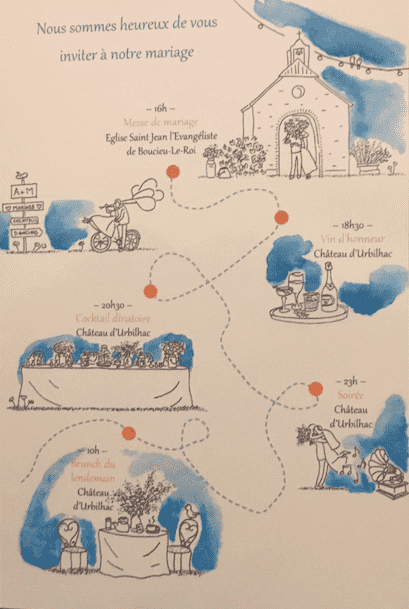 Nous sommes heureux de vous
inviter à notre mariage
– 16h –
Messe de mariage
Eglise Saint Jean l'Evangéliste
de Boucieu-Le-Roi
A+M
MARIAGE
COCKTAIL
DANCING
– 18h30 –
Vin d'honneur
Château d'Urbilhac
– 20h30 –
Cocktail dînatoire
Château d'Urbilhac
– 23h –
Soirée
Château
d'Urbilhac
– 10h –
Brunch du
lendemain
Château
d'Urbilhac